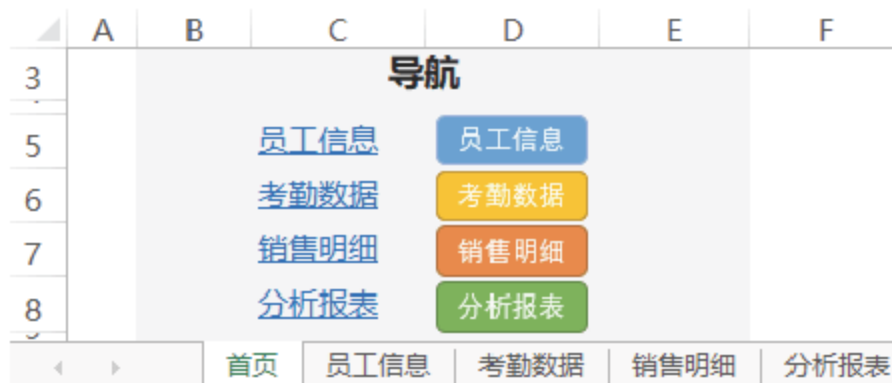 A B C D E F
3 导航
5 员工信息 员工信息
6 考勤数据 考勤数据
7 销售明细 销售明细
8 分析报表 分析报表
首页 员工信息 考勤数据 销售明细 分析报表